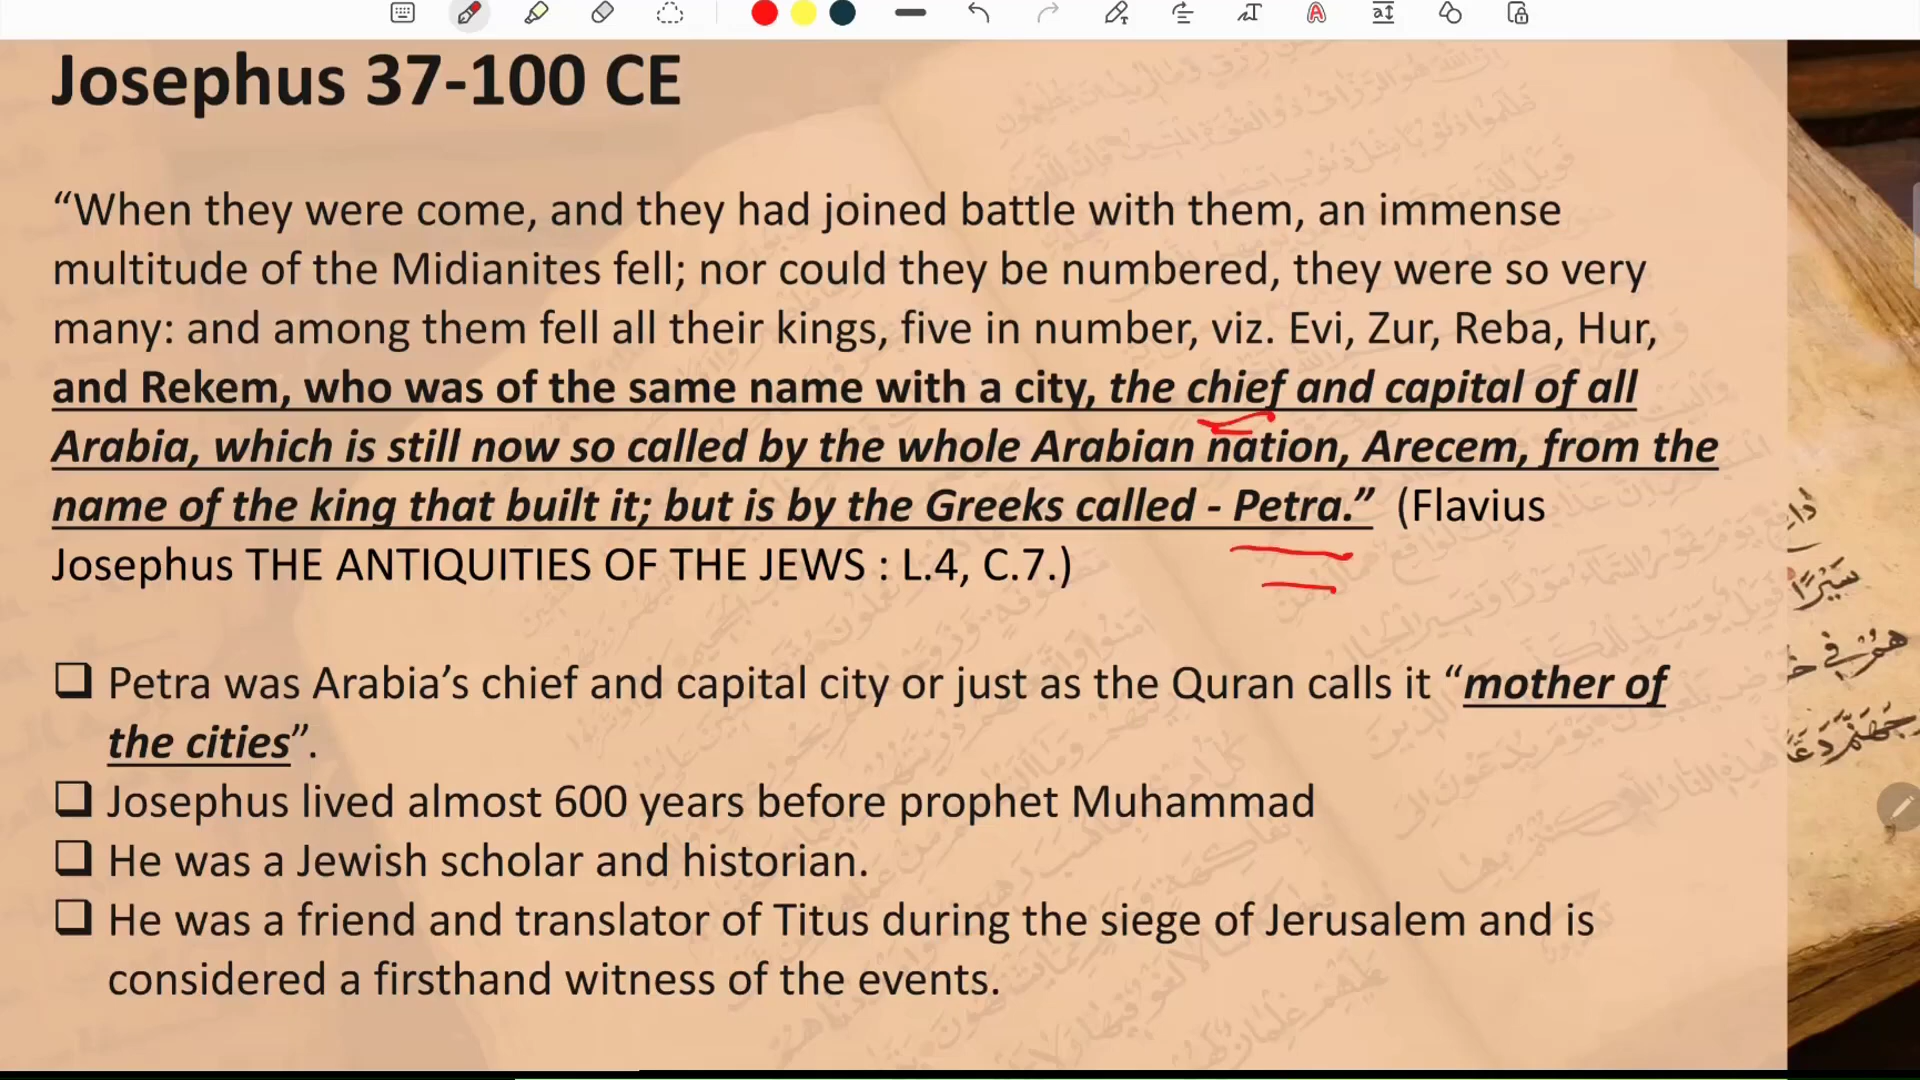 Josephus 37-100 CE
“When they were come, and they had joined battle with them, an immense
multitude of the Midianites fell; nor could they be numbered, they were so very
many: and among them fell all their kings, five in number, viz. Evi, Zur, Reba, Hur,
and Rekem, who was of the same name with a city, the chief and capital of all
Arabia, which is still now so called by the whole Arabian nation, Arecem, from the
name of the king that built it; but is by the Greeks called - Petra.” (Flavius
Josephus THE ANTIQUITIES OF THE JEWS : L.4, C.7.)
Petra was Arabia’s chief and capital city or just as the Quran calls it “mother of
the cities”.
Josephus lived almost 600 years before prophet Muhammad
He was a Jewish scholar and historian.
He was a friend and translator of Titus during the siege of Jerusalem and is
considered a firsthand witness of the events.